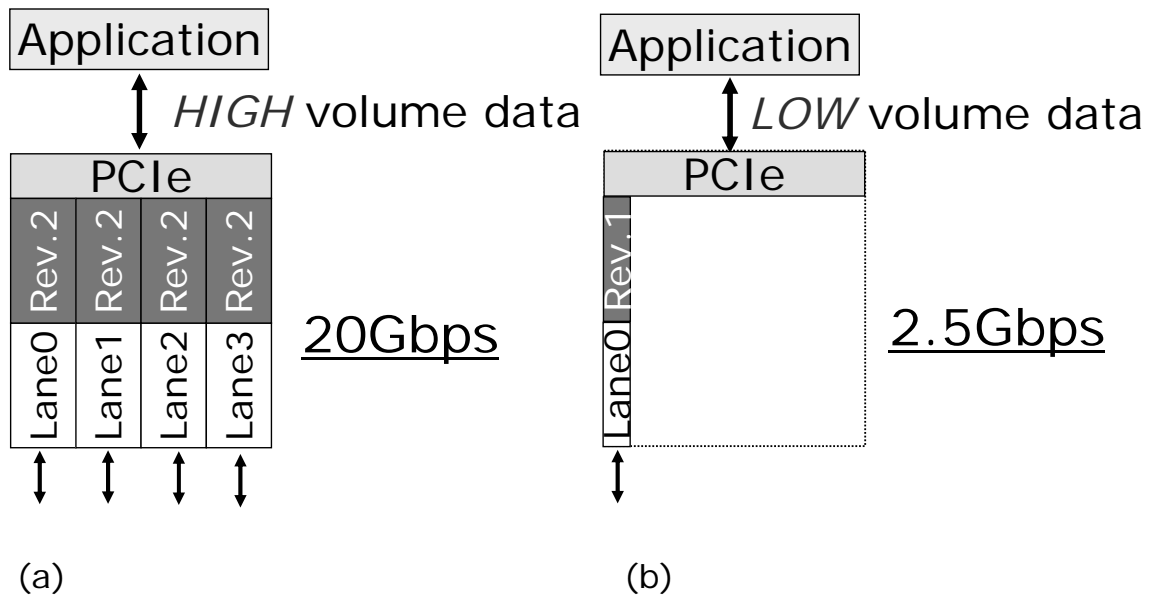 Application
HIGH volume data
PCIe
Rev.2
Rev.2
Rev.2
Rev.2
Lane0
Lane1
Lane2
Lane3
20Gbps
(a)
Application
LOW volume data
PCIe
Rev.1
Lane0
2.5Gbps
(b)